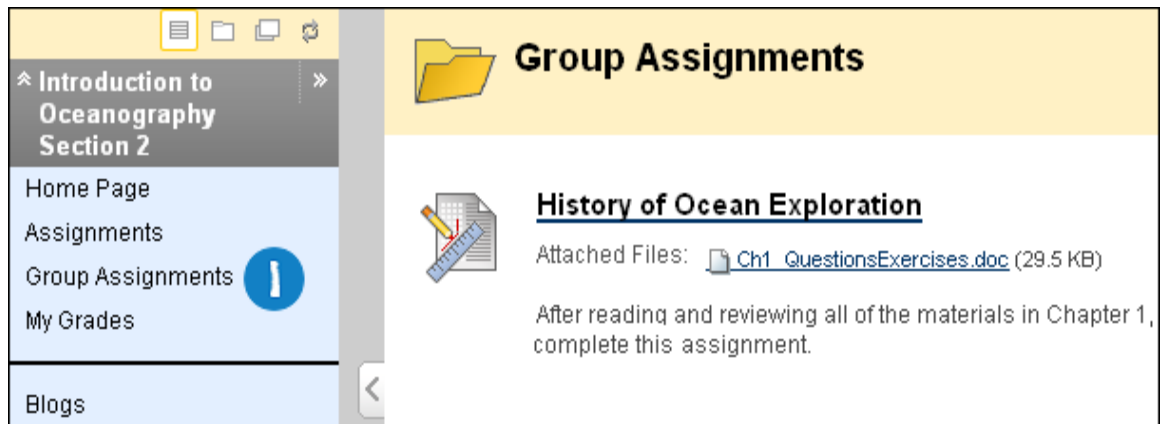 Introduction to
Oceanography
Section 2
Home Page
Assignments
Group Assignments
1
My Grades
Blogs
Group Assignments
History of Ocean Exploration
Attached Files: Ch1_QuestionsExercises.doc (29.5 KB)
After reading and reviewing all of the materials in Chapter 1,
complete this assignment.